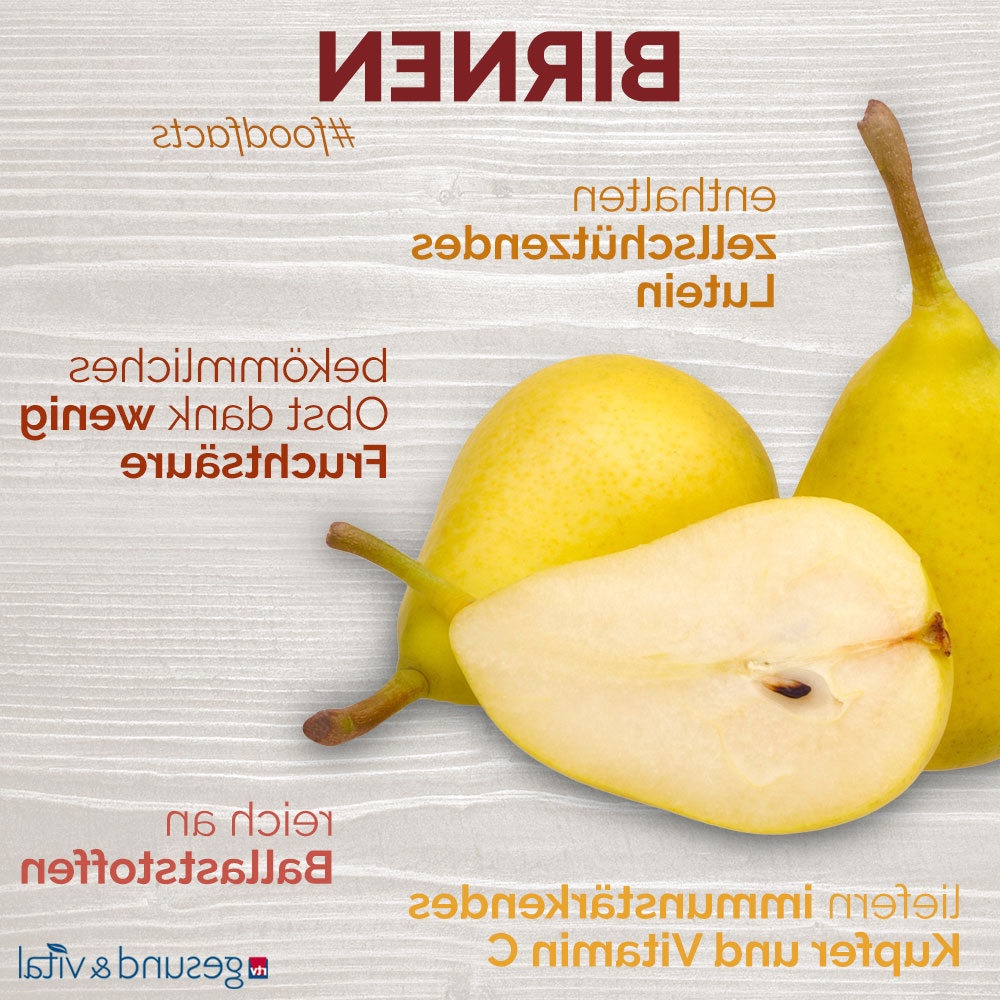 BIRNEN
#foodfacts
enthalten
zellschützendes
Lutein
bekömmliches
Obst dank wenig
Fruchtsäure
reich an
Ballaststoffen
liefern immunstärkendes
Kupfer und Vitamin C
rtv gesund & vital